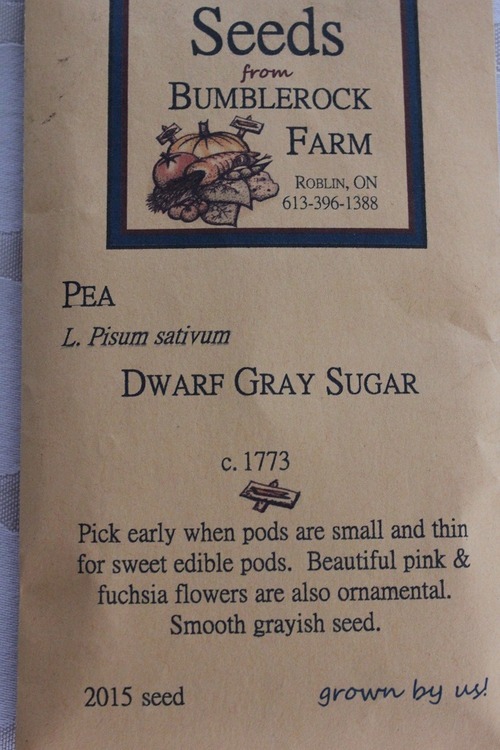 Seeds
from
BUMBLEROCK
FARM
ROBLIN, ON
613-396-1388
PEA
L. Pisum sativum
DWARF GRAY SUGAR
c. 1773
Pick early when pods are small and thin
for sweet edible pods. Beautiful pink &
fuchsia flowers are also ornamental.
Smooth grayish seed.
2015 seed
grown by us!